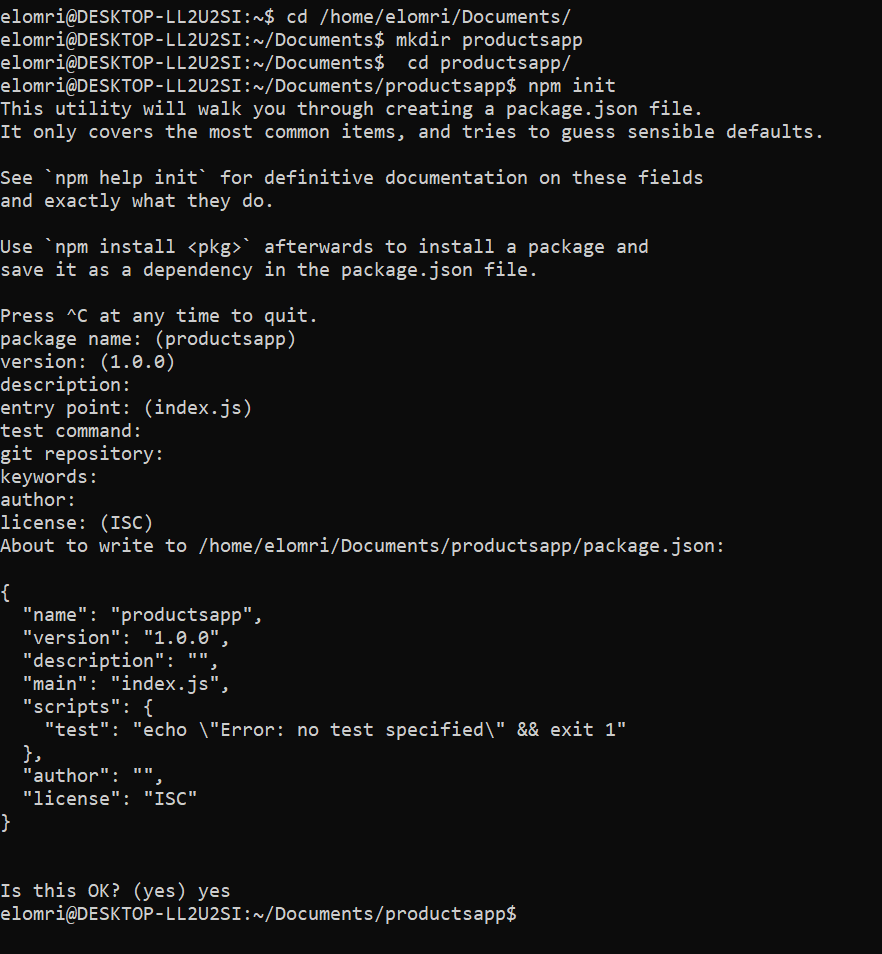 elomri@DESKTOP-LL2U2SI:~$ cd /home/elomri/Documents/
elomri@DESKTOP-LL2U2SI:~/Documents$ mkdir productsapp
elomri@DESKTOP-LL2U2SI:~/Documents$  cd productsapp/
elomri@DESKTOP-LL2U2SI:~/Documents/productsapp$ npm init
This utility will walk you through creating a package.json file.
It only covers the most common items, and tries to guess sensible defaults.

See `npm help init` for definitive documentation on these fields
and exactly what they do.

Use `npm install <pkg>` afterwards to install a package and
save it as a dependency in the package.json file.

Press ^C at any time to quit.
package name: (productsapp)
version: (1.0.0)
description:
entry point: (index.js)
test command:
git repository:
keywords:
author:
license: (ISC)
About to write to /home/elomri/Documents/productsapp/package.json:

{
  "name": "productsapp",
  "version": "1.0.0",
  "description": "",
  "main": "index.js",
  "scripts": {
    "test": "echo \"Error: no test specified\" && exit 1"
  },
  "author": "",
  "license": "ISC"
}


Is this OK? (yes) yes
elomri@DESKTOP-LL2U2SI:~/Documents/productsapp$